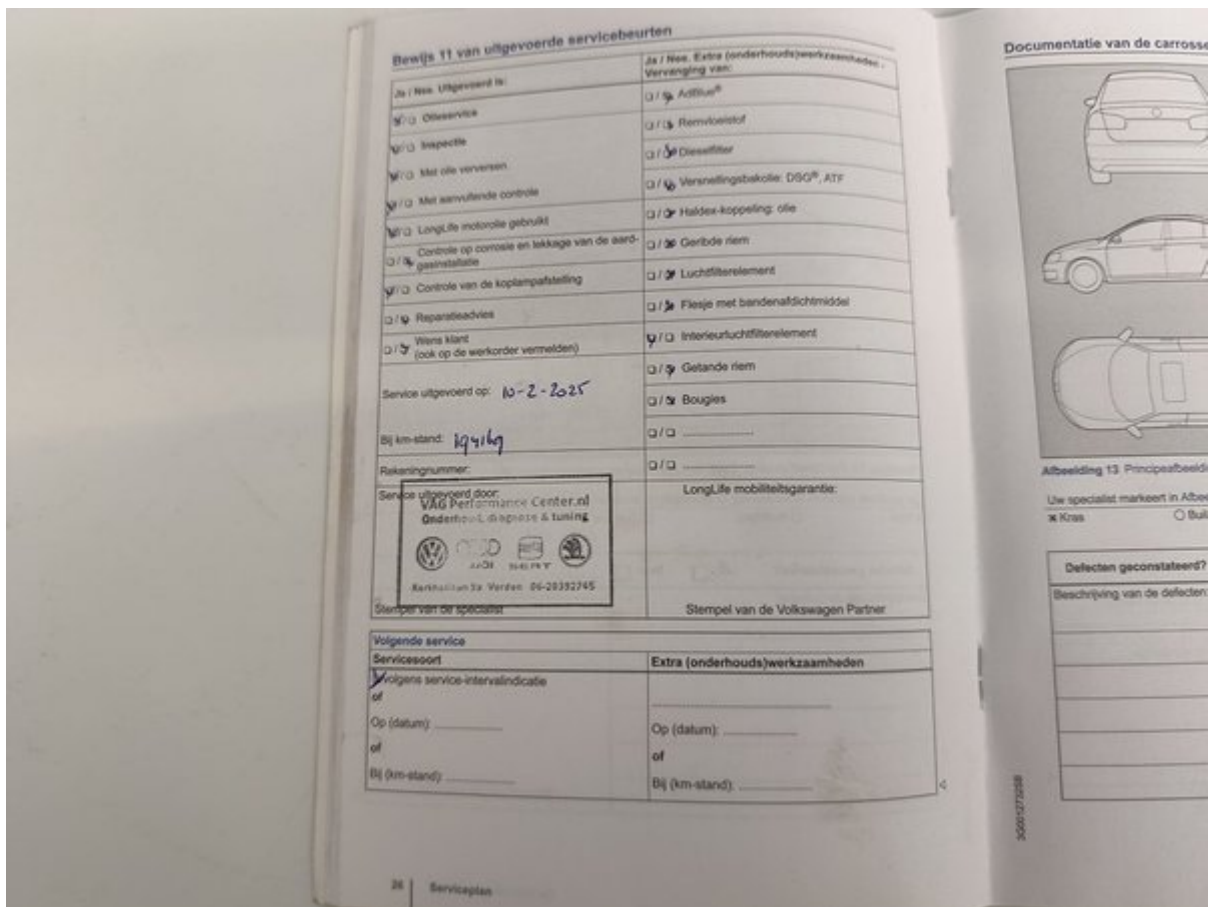 Bewijs 11 van uitgevoerde servicebeurten
Ja / Nee. Uitgevoerd is:
Olieservice
Inspectie
Met olie verversen
Met aanvullende controle
LongLife motorolie gebruikt
Controle op corrosie en lekkage van de aard-
gasinstallatie
Controle van de koplampafstelling
Reparatieadvies
Wens klant
(ook op de werkorder vermelden)
Service uitgevoerd op: 10-2-2025
Bij km-stand:
Rekeningnummer:
Service uitgevoerd door:
VAG Performance Center.nl
Onderhoud, diagnose & tuning
SEAT
Stempel van de specialist
Ja / Nee. Extra (onderhouds)werkzaamheden -
Vervanging van:
AdBlue®
Remvloeistof
Dieselfilter
Versnellingsbakolie: DSG®, ATF
Haldex-koppeling: olie
Geribde riem
Luchtfilterelement
Flesje met bandenafdichtmiddel
Interieurluchtfilterelement
Getande riem
Bougies
LongLife mobiliteitsgarantie:
Stempel van de Volkswagen Partner
Volgende service
Servicesoort
volgens service-intervalindicatie
of
Op (datum):
of
Bij (km-stand):
Extra (onderhouds)werkzaamheden
Op (datum):
of
Bij (km-stand):
26 Serviceplan
Documentatie van de carrosse
Afbeelding 13 Principeafbeeld
Uw specialist markeert in Afbee
Kras
Defecten geconstateerd?
Beschrijving van de defecten: